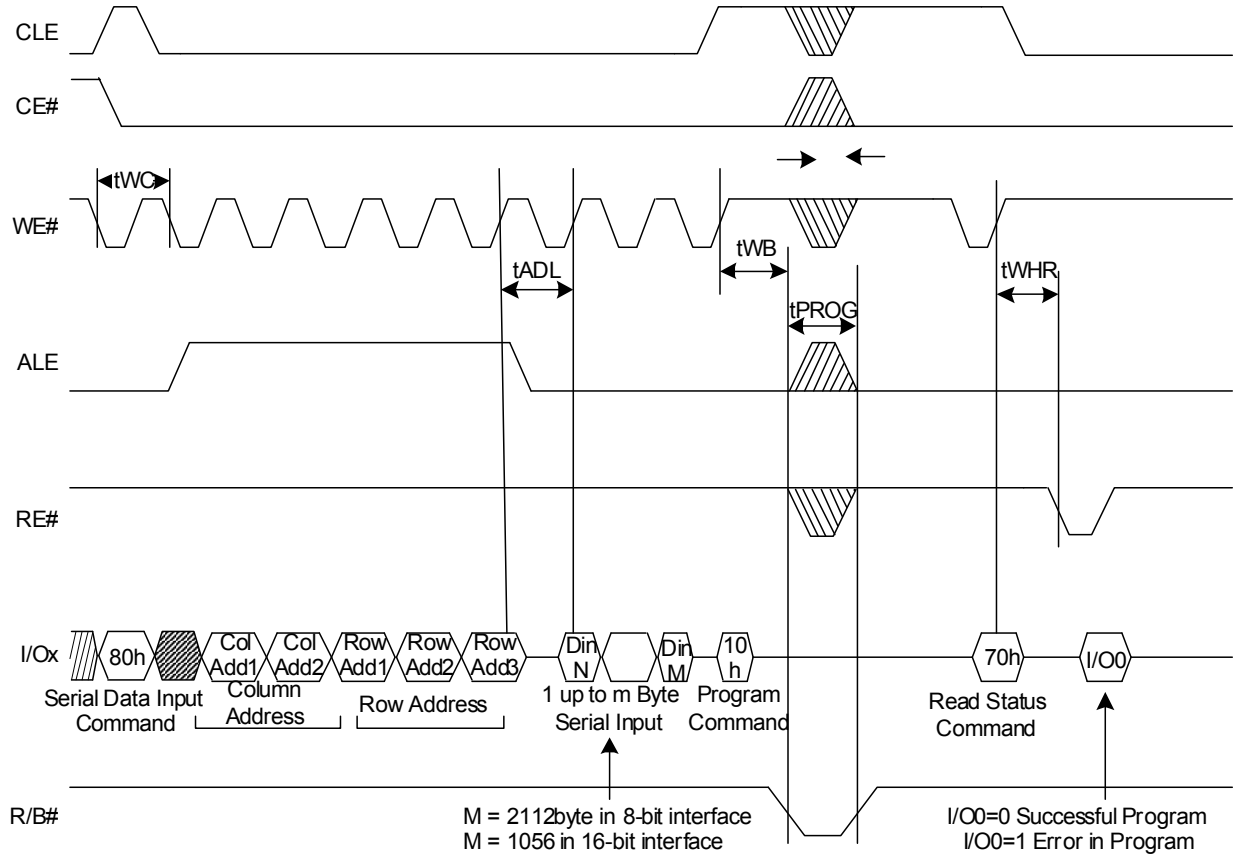 CLE
CE#
tWC
WE#
tADL
tWB
tWHR
tPROG
ALE
RE#
I/Ox
80h
Col
Add1
Col
Add2
Row
Add1
Row
Add2
Row
Add3
Din
N
Din
M
10
h
70h
I/O0
Serial Data Input
Command
Column
Address
Row Address
1 up to m Byte
Serial Input
Program
Command
Read Status
Command
R/B#
M = 2112byte in 8-bit interface
M = 1056 in 16-bit interface
I/O0=0 Successful Program
I/O0=1 Error in Program